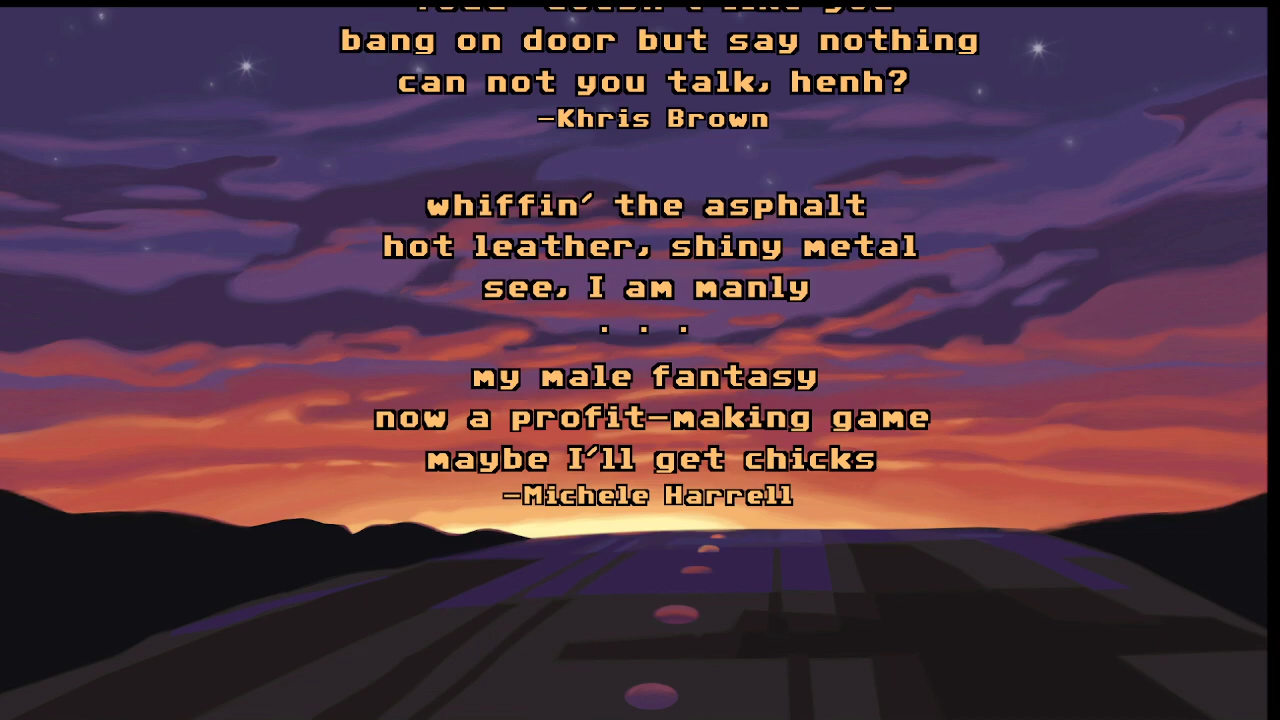 bang on door but say nothing
can not you talk, henh?
-Khris Brown
whiffin' the asphalt
hot leather, shiny metal
see, I am manly
. . .
my male fantasy
now a profit-making game
maybe I'll get chicks
-Michele Harrell